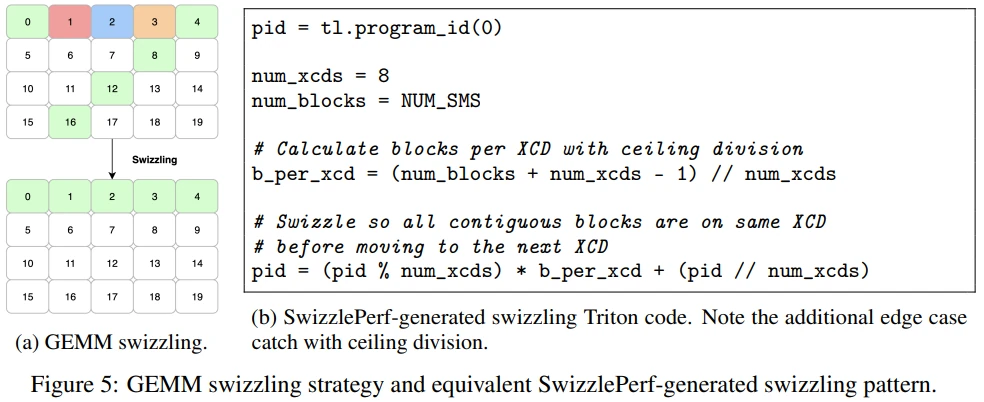 0 1 2 3 4
5 6 7 8 9
10 11 12 13 14
15 16 17 18 19
Swizzling
0 1 2 3 4
5 6 7 8 9
10 11 12 13 14
15 16 17 18 19
(a) GEMM swizzling.
pid = tl.program_id(0)
num_xcds = 8
num_blocks = NUM_SMS
# Calculate blocks per XCD with ceiling division
b_per_xcd = (num_blocks + num_xcds - 1) // num_xcds
# Swizzle so all contiguous blocks are on same XCD
# before moving to the next XCD
pid = (pid % num_xcds) * b_per_xcd + (pid // num_xcds)
(b) SwizzlePerf-generated swizzling Triton code. Note the additional edge case
catch with ceiling division.
Figure 5: GEMM swizzling strategy and equivalent SwizzlePerf-generated swizzling pattern.